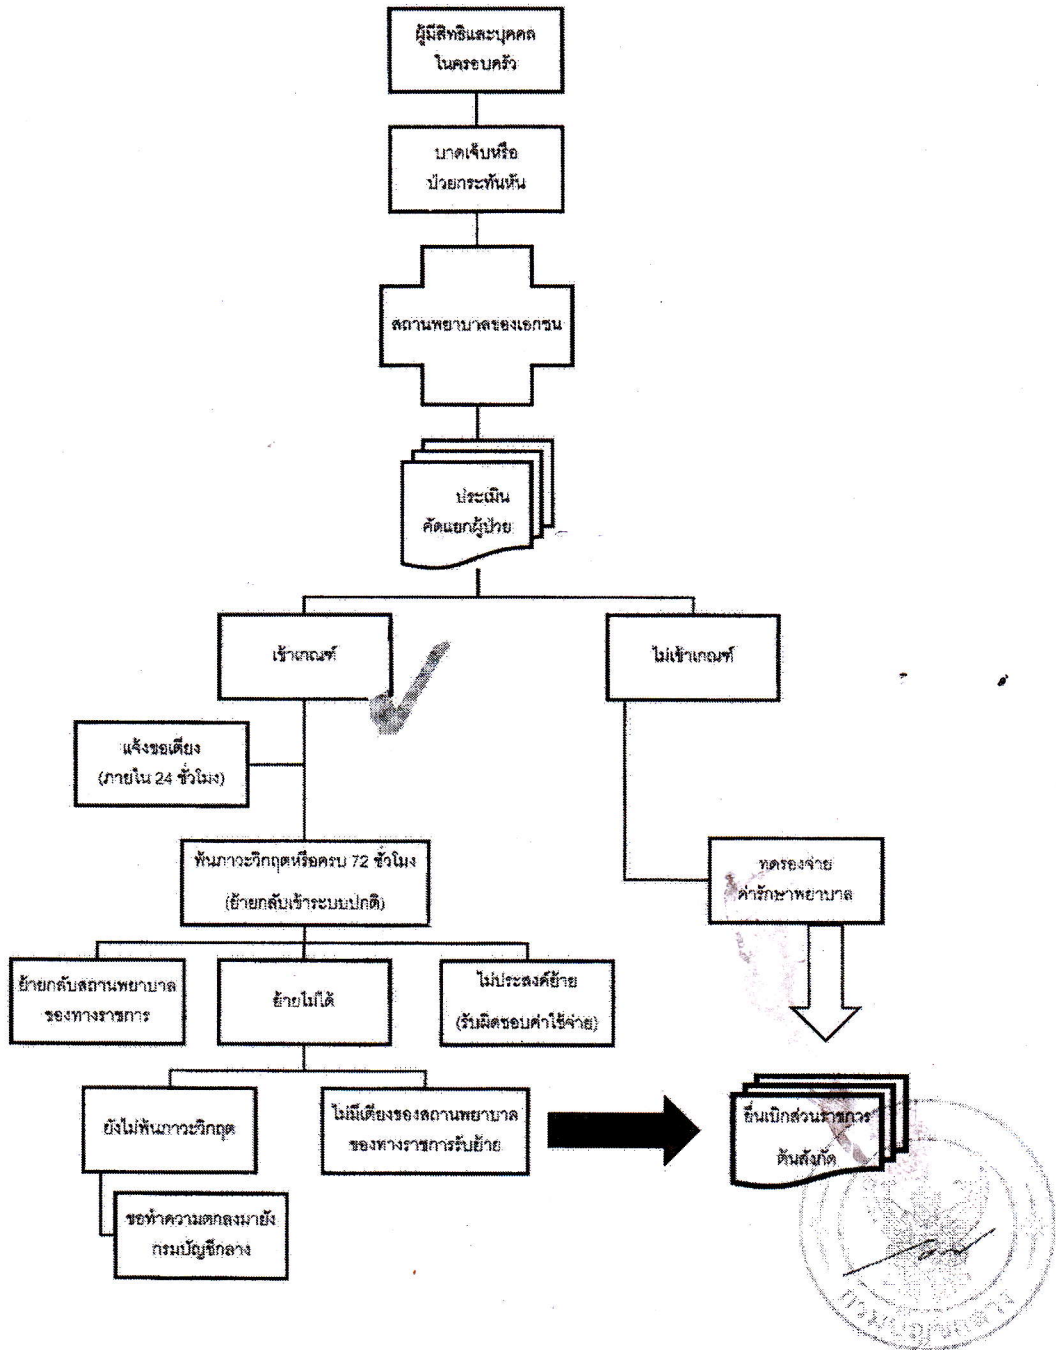 ผู้มีสิทธิและบุคคล
ในครอบครัว
บาดเจ็บหรือ
ป่วยกระทันหัน
สถานพยาบาลของเอกชน
ประเมิน
คัดแยกผู้ป่วย
เข้าเกณฑ์
ไม่เข้าเกณฑ์
แจ้งขอเตียง
(ภายใน 24 ชั่วโมง)
พ้นภาวะวิกฤตหรือครบ 72 ชั่วโมง
(ย้ายกลับเข้าระบบปกติ)
ทดรองจ่าย
ค่ารักษาพยาบาล
ย้ายกลับสถานพยาบาล
ของทางราชการ
ย้ายไม่ได้
ไม่ประสงค์ย้าย
(รับผิดชอบค่าใช้จ่าย)
ยังไม่พ้นภาวะวิกฤต
ไม่มีเตียงของสถานพยาบาล
ของทางราชการรับย้าย
ยื่นเบิกส่วนราชการ
ต้นสังกัด
ขอทำความตกลงมายัง
กรมบัญชีกลาง
กรมบัญชีกลาง